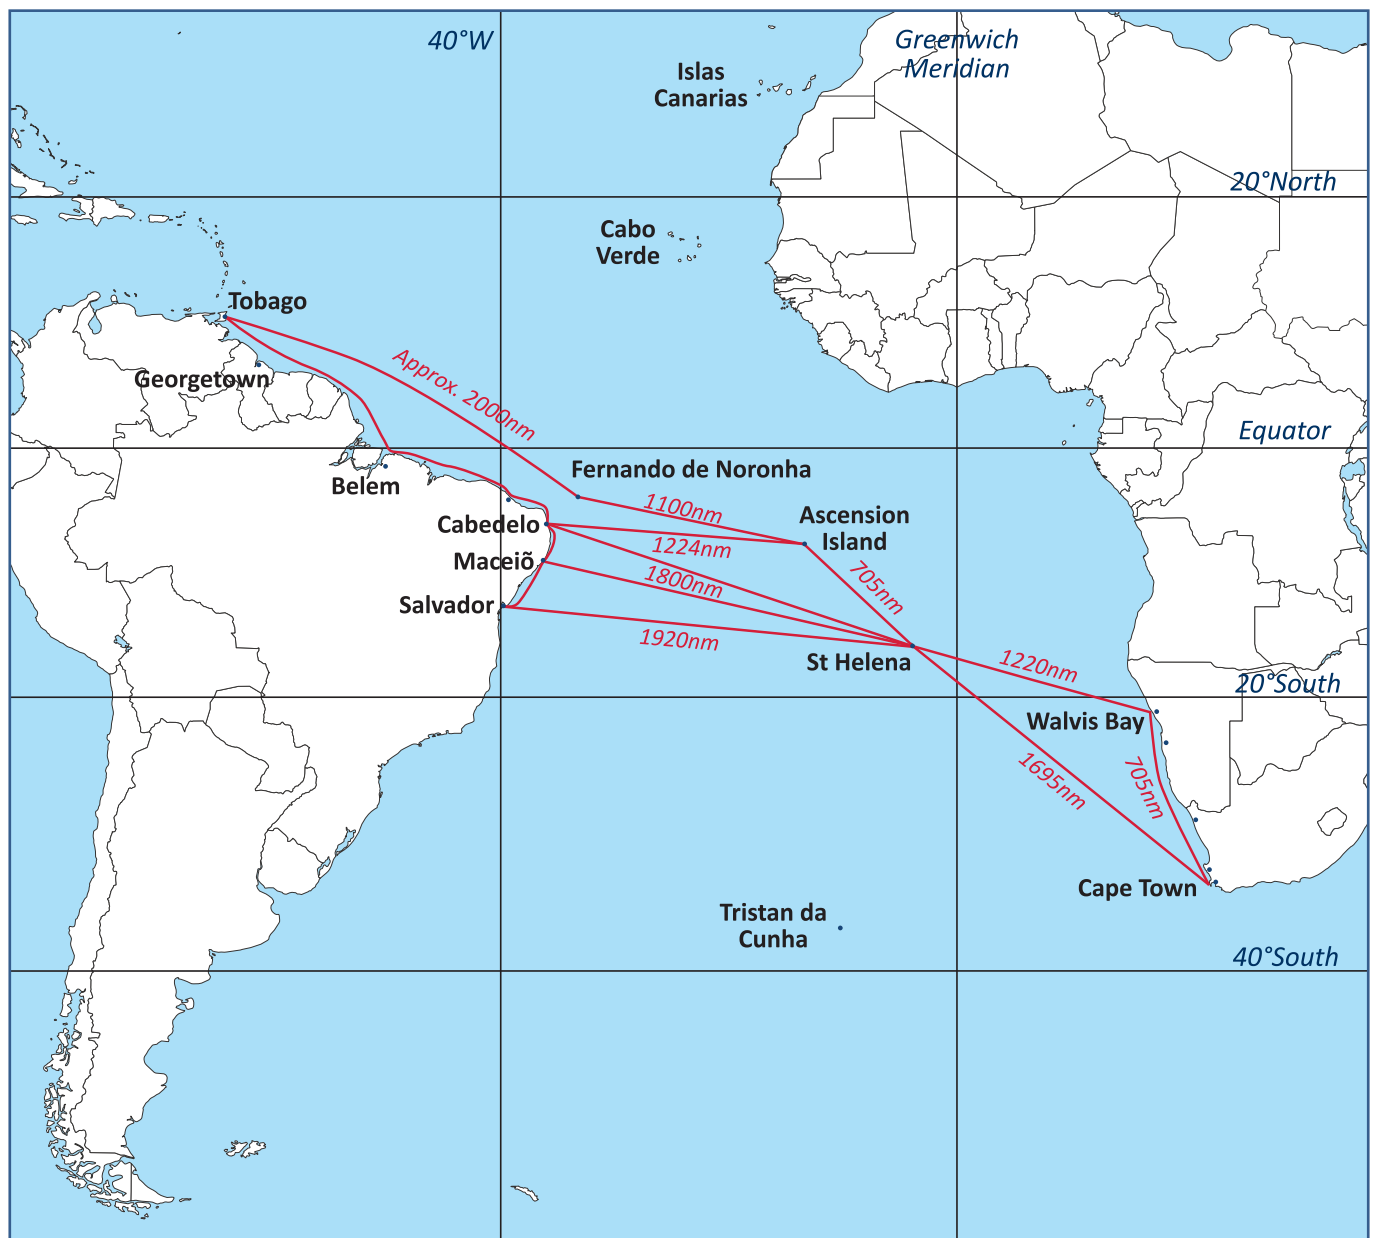 40°W
Greenwich
Meridian
Islas
Canarias
20°North
Cabo
Verde
Tobago
Approx. 2000nm
Georgetown
Equator
Belem
Fernando de Noronha
1100nm
Ascension
Island
Cabedelo
1224nm
Maceiõ
1800nm
705nm
Salvador
1920nm
St Helena
1220nm
20°South
Walvis Bay
1695nm
705nm
Cape Town
Tristan da
Cunha
40°South